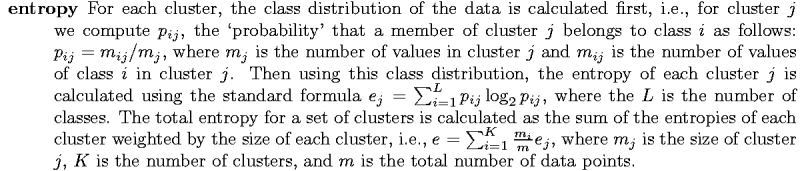 entropy For each cluster, the class distribution of the data is calculated first, i.e., for cluster j
we compute p_{ij}, the ‘probability’ that a member of cluster j belongs to class i as follows:
p_{ij} = m_{ij}/m_j, where m_j is the number of values in cluster j and m_{ij} is the number of values
of class i in cluster j. Then using this class distribution, the entropy of each cluster j is
calculated using the standard formula e_j = ∑_{i=1}^{L} p_{ij} log_2 p_{ij}, where the L is the number of
classes. The total entropy for a set of clusters is calculated as the sum of the entropies of each
cluster weighted by the size of each cluster, i.e., e = ∑_{i=1}^{K} \frac{m_i}{m} e_j, where m_j is the size of cluster
j, K is the number of clusters, and m is the total number of data points.